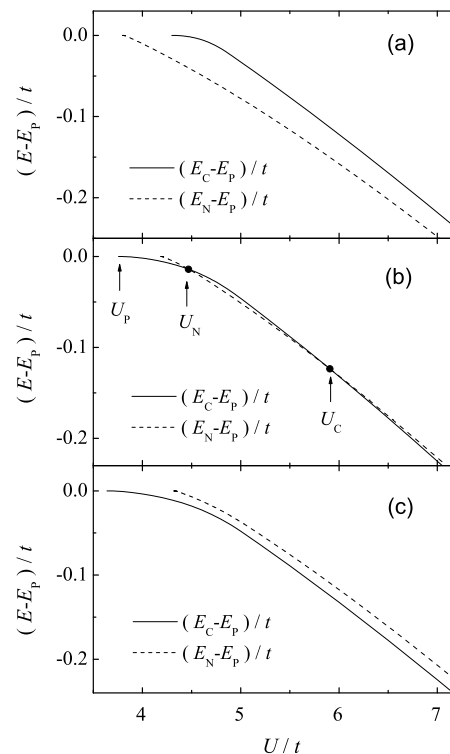 (a)
0.0
-0.1
-0.2
(E-E_P)/t
(E_C-E_P)/t
(E_N-E_P)/t
(b)
0.0
-0.1
-0.2
(E-E_P)/t
U_P
U_N
U_C
(E_C-E_P)/t
(E_N-E_P)/t
(c)
0.0
-0.1
-0.2
(E-E_P)/t
(E_C-E_P)/t
(E_N-E_P)/t
4 5 6 7
U/t